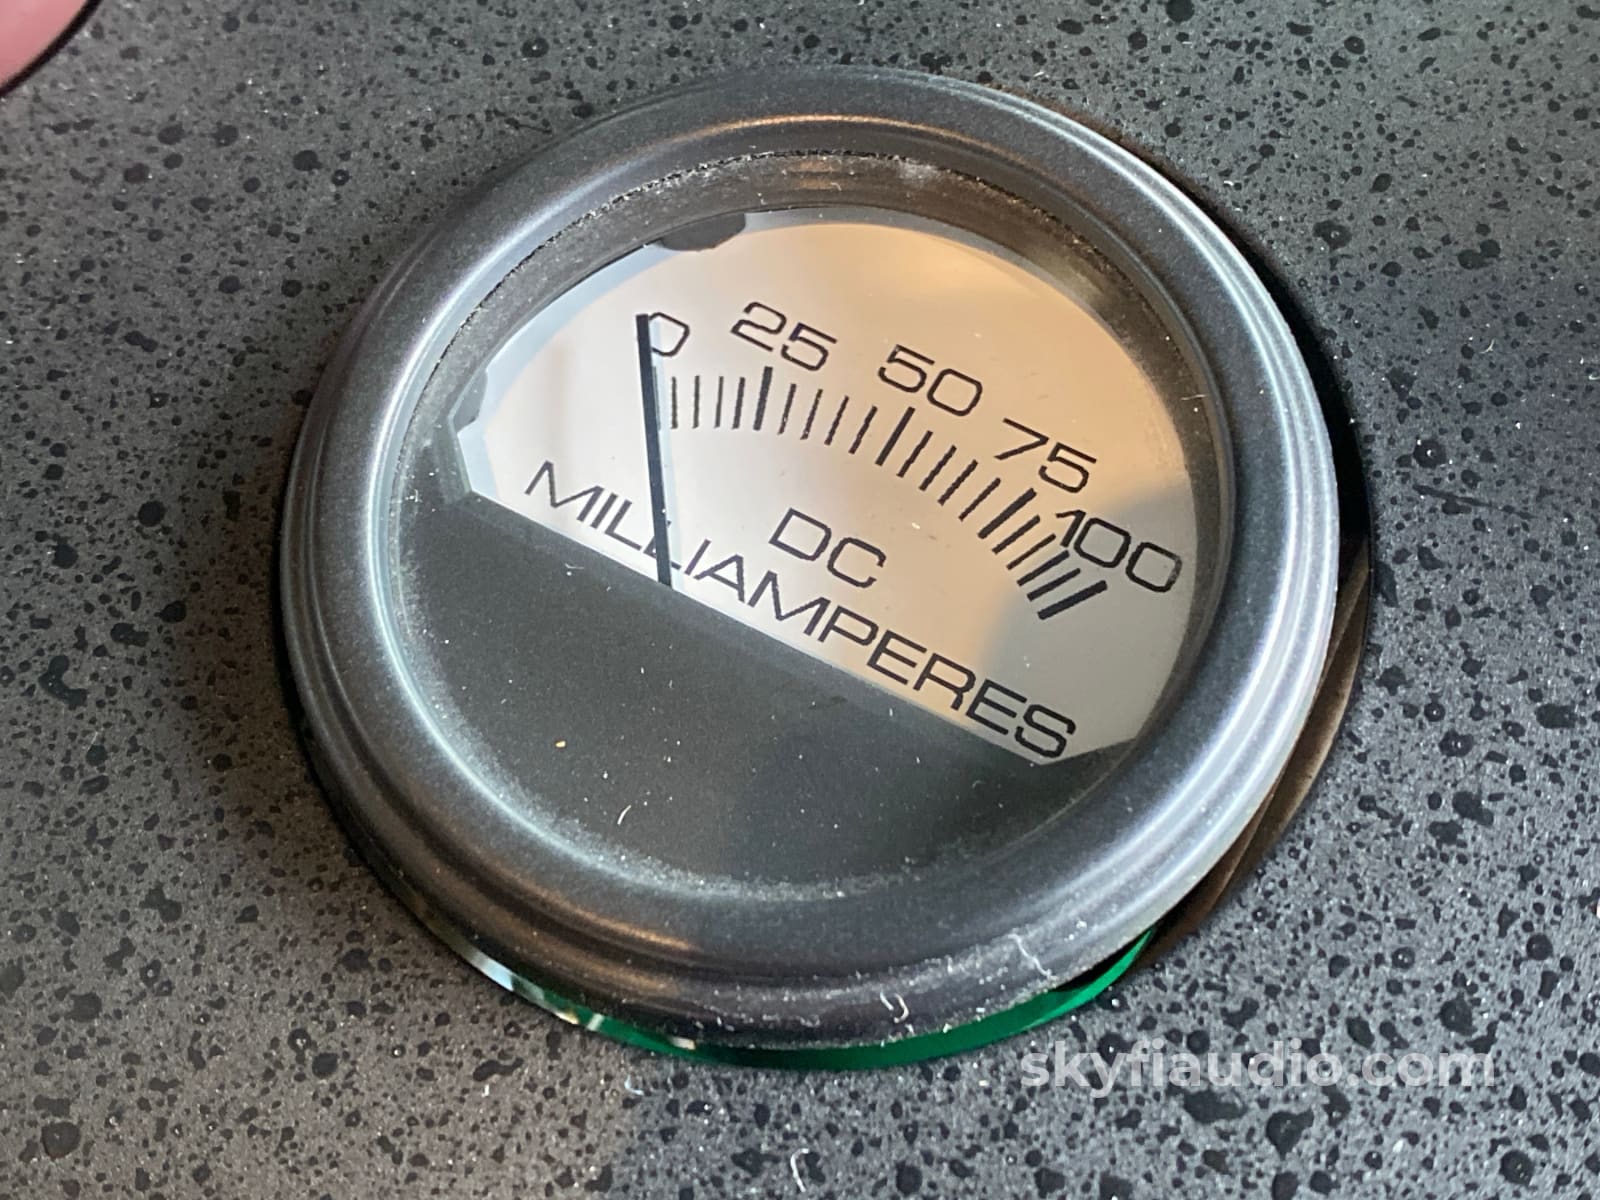 0 25 50 75 100
DC
MILLIAMPERES
skyfiaudio.com